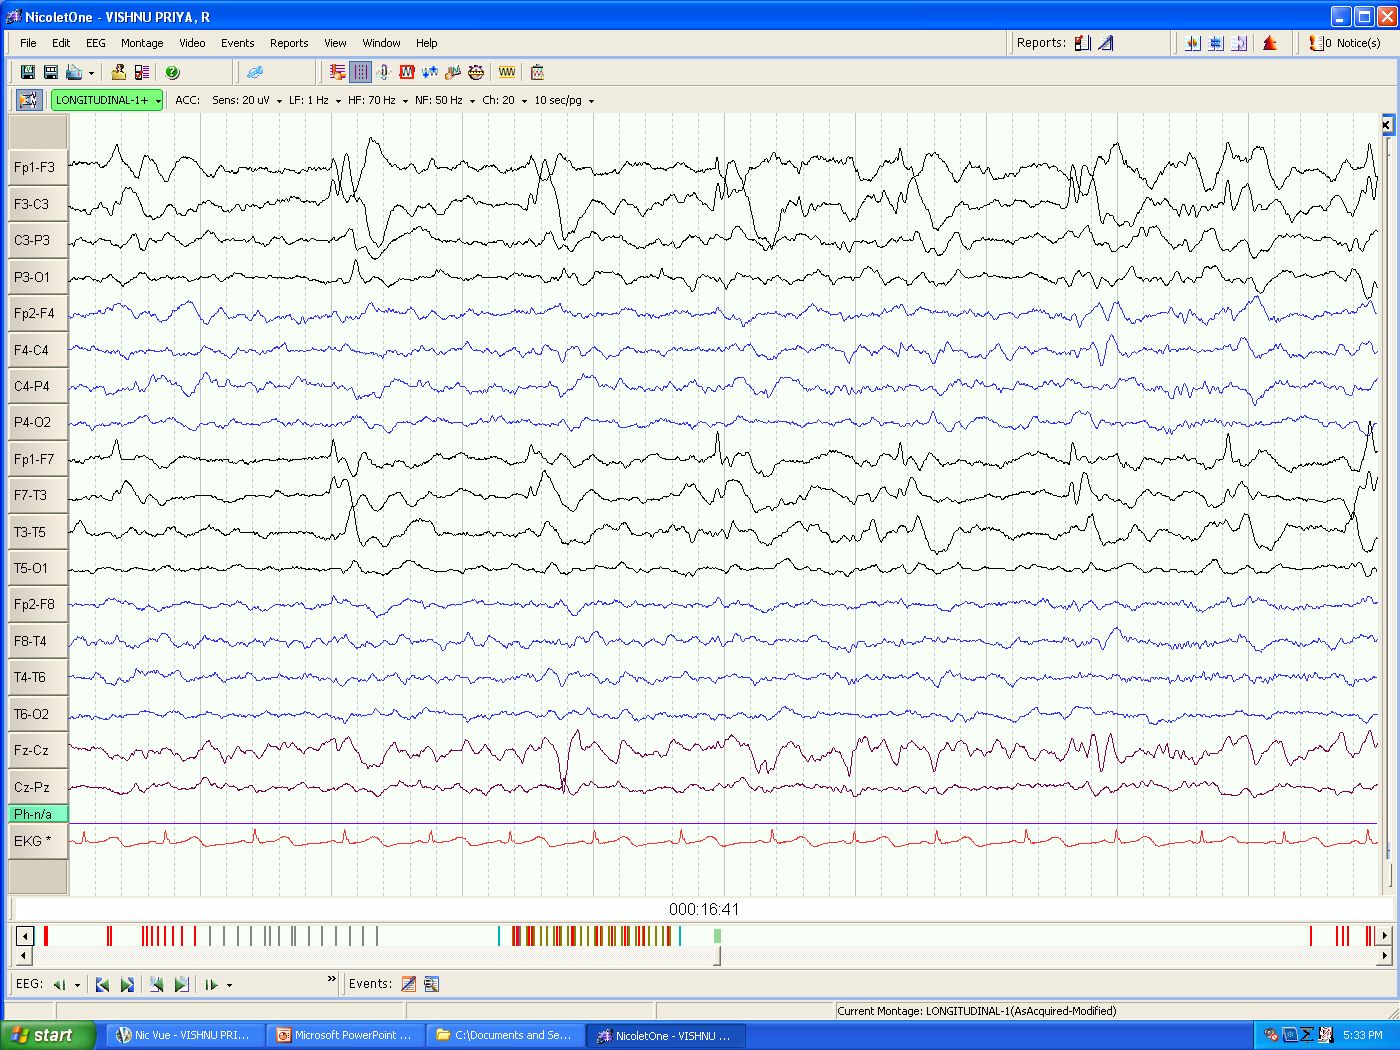 NicoletOne - VISHNU PRIYA, R
File Edit EEG Montage Video Events Reports View Window Help
Reports:
0 Notice(s)
LONGITUDINAL-1+ ACC: Sens: 20 uV LF: 1 Hz HF: 70 Hz NF: 50 Hz Ch: 20 10 sec/pg
Fp1-F3
F3-C3
C3-P3
P3-O1
Fp2-F4
F4-C4
C4-P4
P4-O2
Fp1-F7
F7-T3
T3-T5
T5-O1
Fp2-F8
F8-T4
T4-T6
T6-O2
Fz-Cz
Cz-Pz
Ph-n/a
EKG *
000:16:41
EEG:
Events:
Current Montage: LONGITUDINAL-1(AsAcquired-Modified)
start
Nic Vue - VISHNU PRI...
Microsoft PowerPoint ...
C:\Documents and Se...
NicoletOne - VISHNU ...
5:33 PM